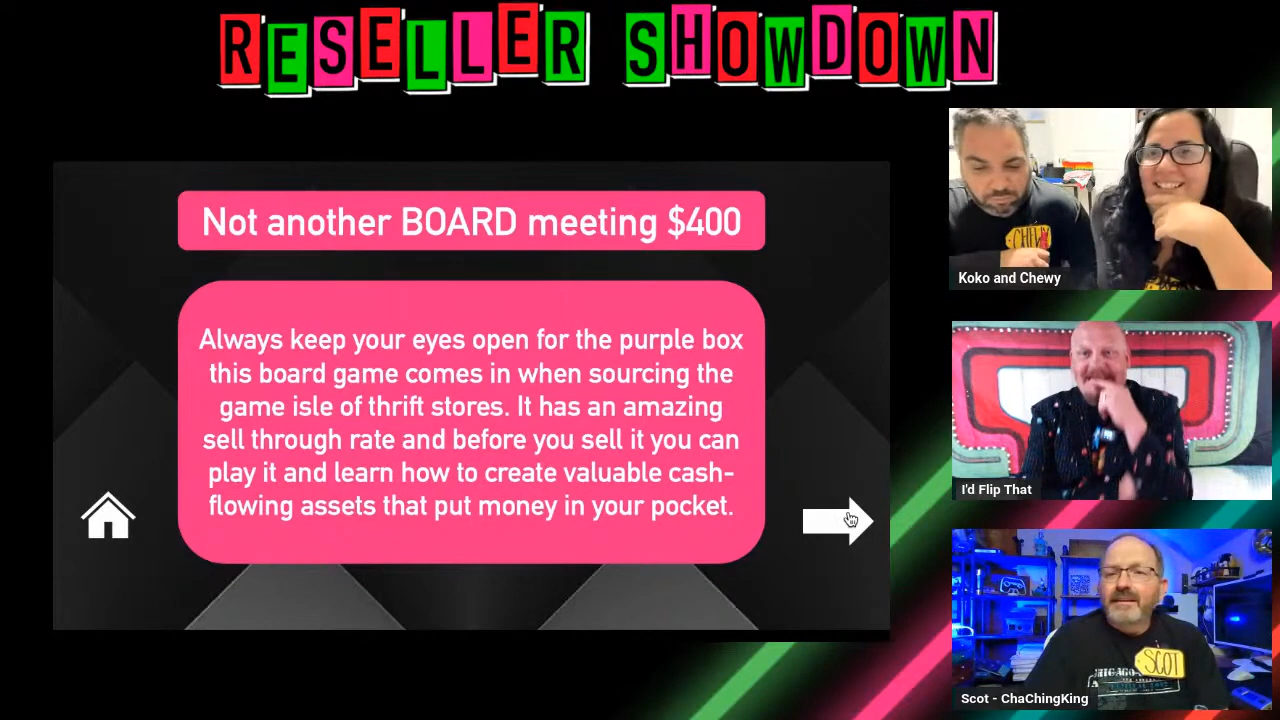 RESELLER SHOWDOWN
Not another BOARD meeting $400
Always keep your eyes open for the purple box
this board game comes in when sourcing the
game isle of thrift stores. It has an amazing
sell through rate and before you sell it you can
play it and learn how to create valuable cash-
flowing assets that put money in your pocket.
CHEWY
Koko and Chewy
I'd Flip That
SCOT
Scot - ChaChingKing